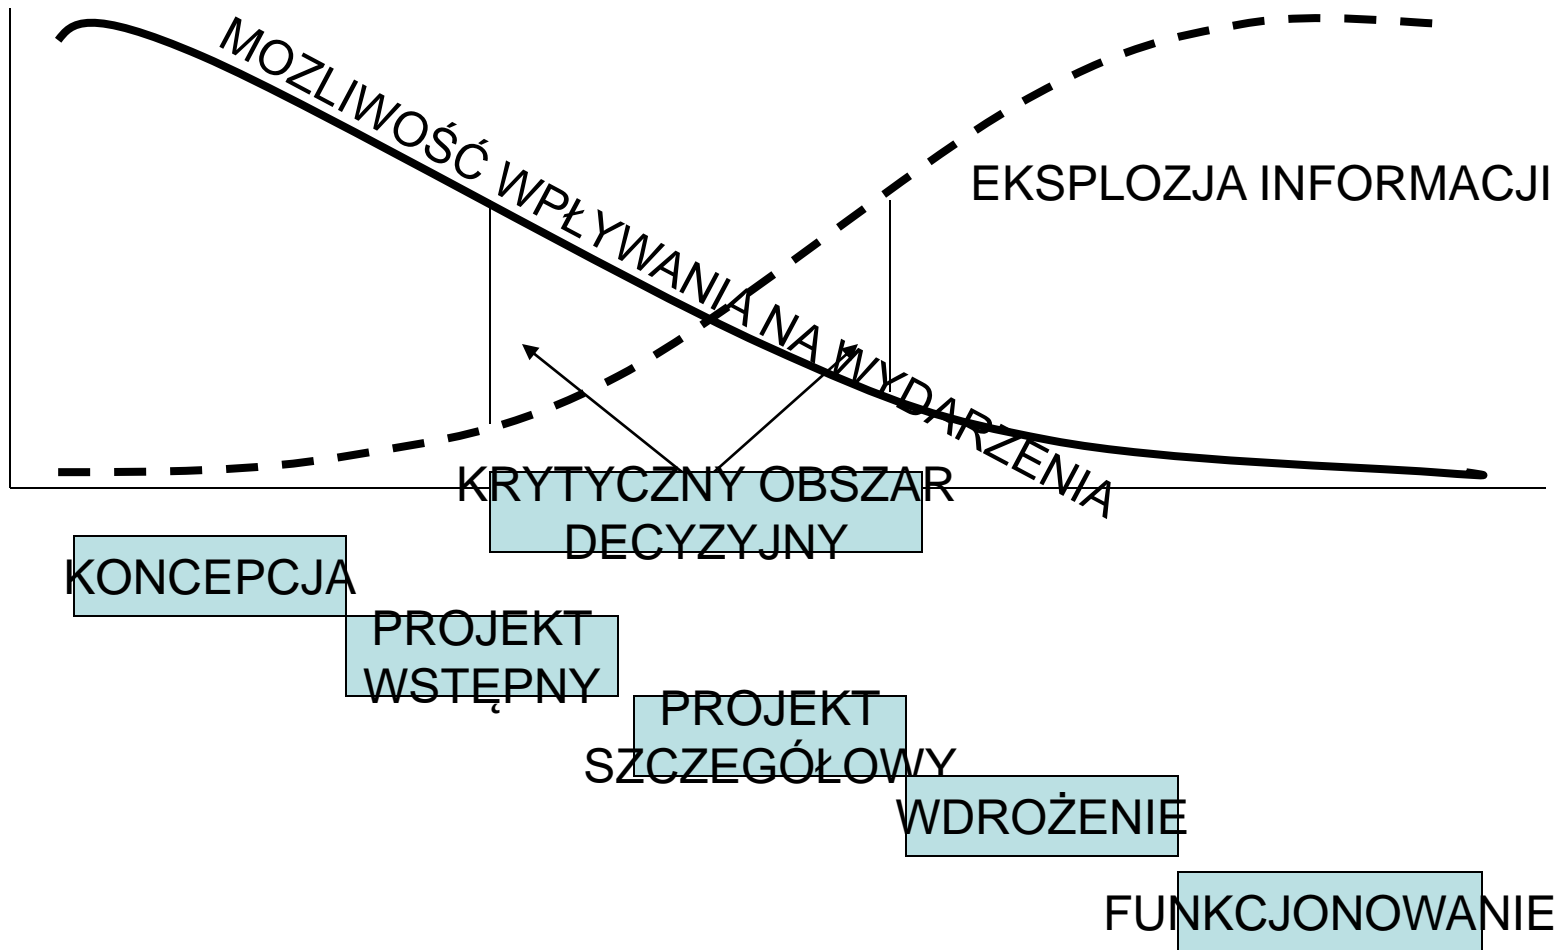 MOZLIWOŚĆ WPŁYWANIA NA WYDARZENIA
EKSPLOZJA INFORMACJI
KRYTYCZNY OBSZAR
DECYZYJNY
KONCEPCJA
PROJEKT
WSTĘPNY
PROJEKT
SZCZEGÓŁOWY
WDROŻENIE
FUNKCJONOWANIE